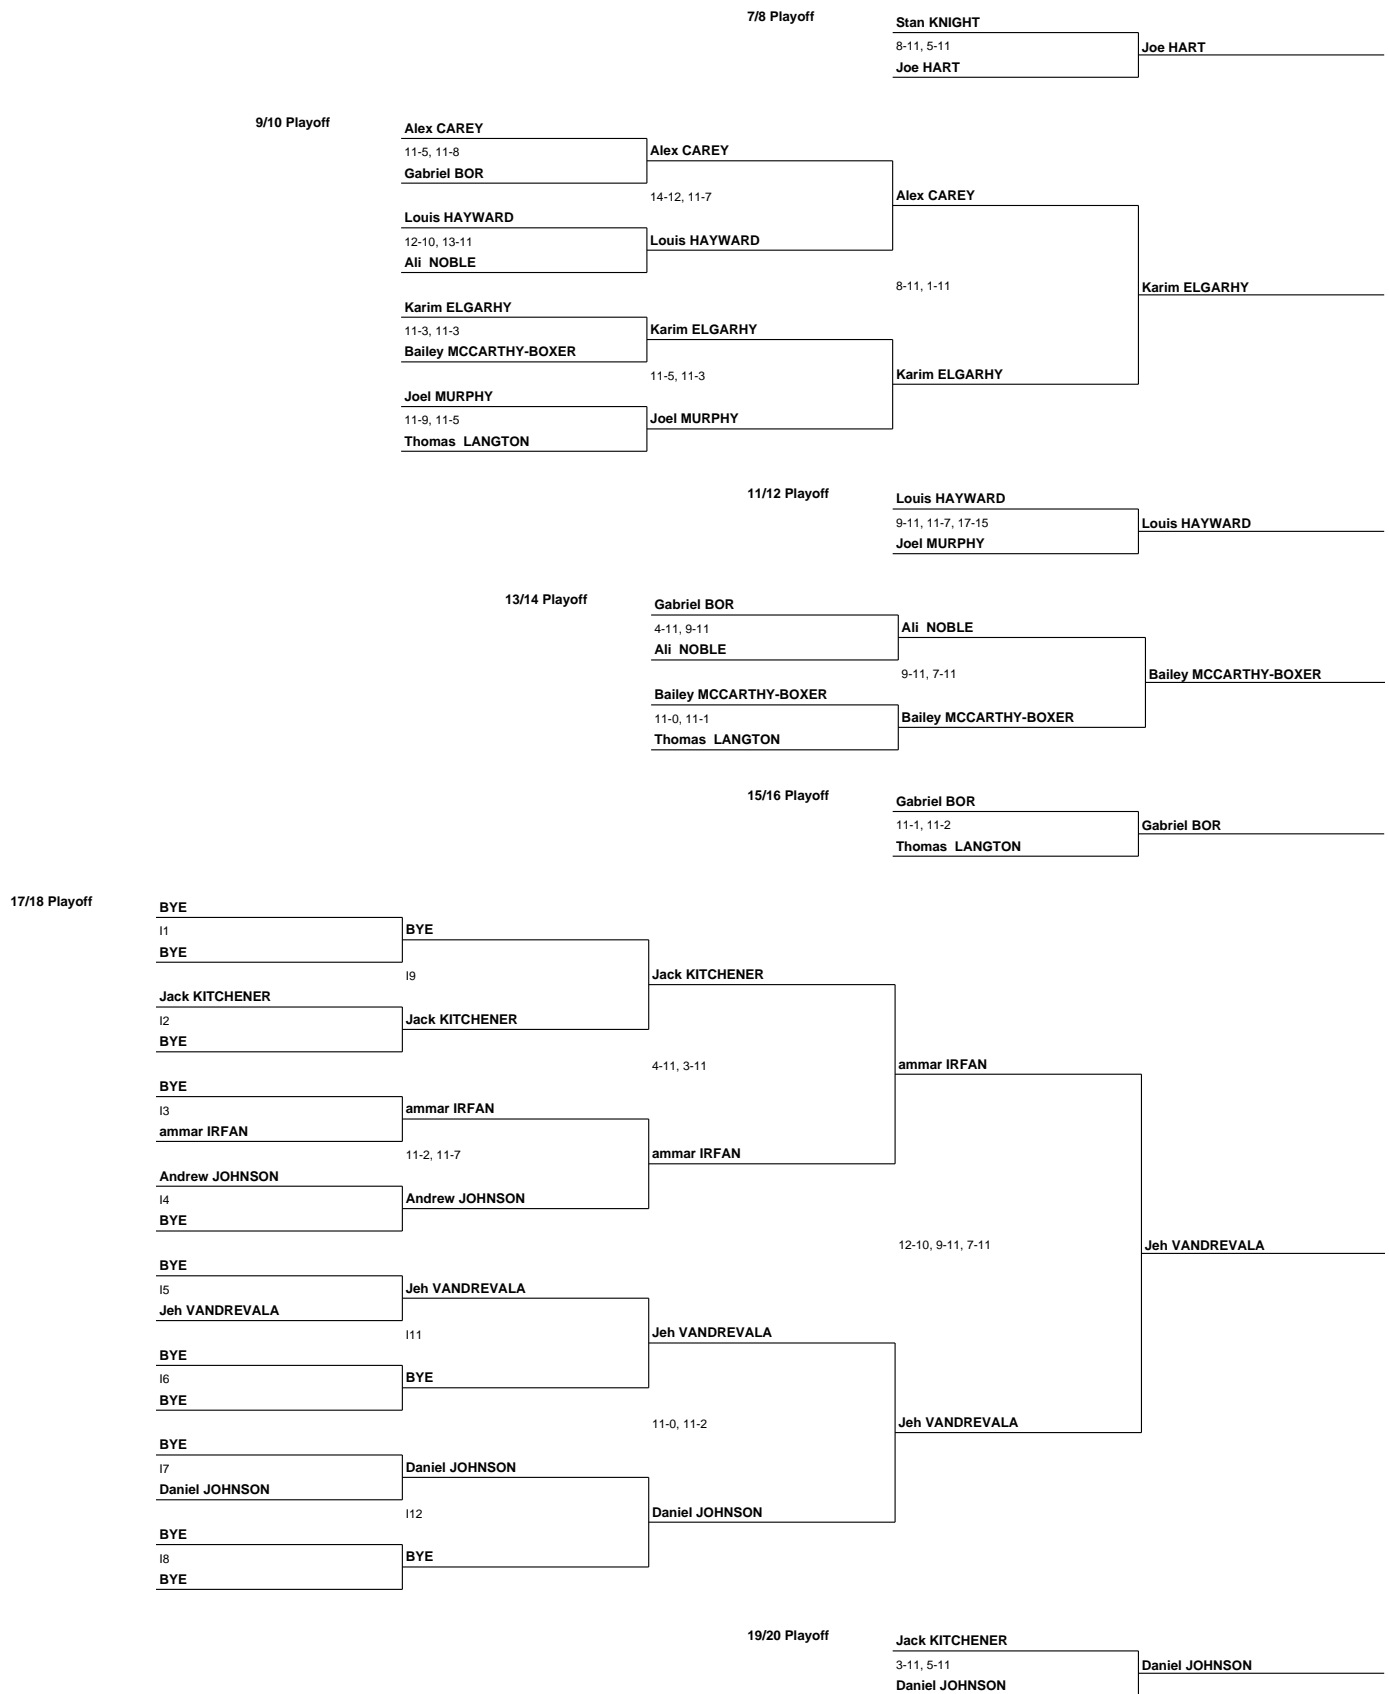 7/8 Playoff
Stan KNIGHT
8-11, 5-11
Joe HART
Joe HART
9/10 Playoff
Alex CAREY
11-5, 11-8
Alex CAREY
Gabriel BOR
14-12, 11-7
Alex CAREY
Louis HAYWARD
12-10, 13-11
Louis HAYWARD
Ali NOBLE
8-11, 1-11
Karim ELGARHY
Karim ELGARHY
11-3, 11-3
Karim ELGARHY
Bailey MCCARTHY-BOXER
11-5, 11-3
Karim ELGARHY
Joel MURPHY
11-9, 11-5
Joel MURPHY
Thomas LANGTON
11/12 Playoff
Louis HAYWARD
9-11, 11-7, 17-15
Louis HAYWARD
Joel MURPHY
13/14 Playoff
Gabriel BOR
4-11, 9-11
Ali NOBLE
Ali NOBLE
9-11, 7-11
Bailey MCCARTHY-BOXER
Bailey MCCARTHY-BOXER
11-0, 11-1
Bailey MCCARTHY-BOXER
Thomas LANGTON
15/16 Playoff
Gabriel BOR
11-1, 11-2
Gabriel BOR
Thomas LANGTON
17/18 Playoff
BYE
I1
BYE
BYE
I9
Jack KITCHENER
Jack KITCHENER
I2
Jack KITCHENER
BYE
4-11, 3-11
ammar IRFAN
BYE
I3
ammar IRFAN
ammar IRFAN
11-2, 11-7
ammar IRFAN
Andrew JOHNSON
I4
Andrew JOHNSON
BYE
12-10, 9-11, 7-11
Jeh VANDREVALA
BYE
I5
Jeh VANDREVALA
Jeh VANDREVALA
I11
Jeh VANDREVALA
BYE
I6
BYE
BYE
11-0, 11-2
Jeh VANDREVALA
BYE
I7
Daniel JOHNSON
Daniel JOHNSON
I12
Daniel JOHNSON
BYE
I8
BYE
BYE
19/20 Playoff
Jack KITCHENER
3-11, 5-11
Daniel JOHNSON
Daniel JOHNSON